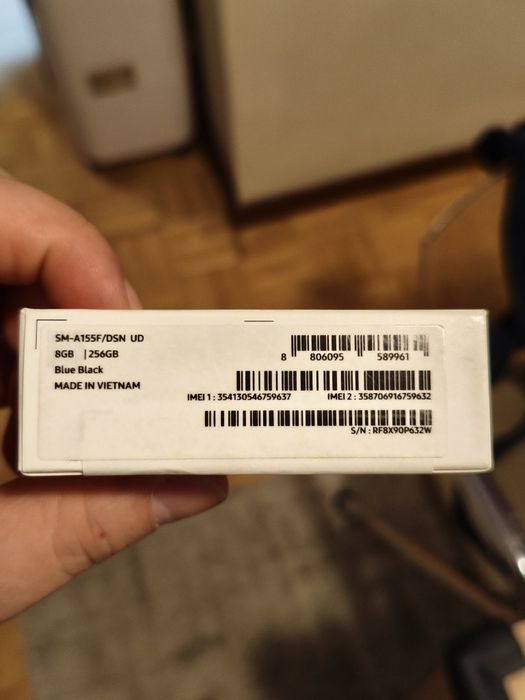 SM-A155F/DSN UD
8GB | 256GB
Blue Black
MADE IN VIETNAM
8 806095 589961
IMEI 1 : 354130546759637 IMEI 2 : 358706916759632
S/N : RF8X90P632W